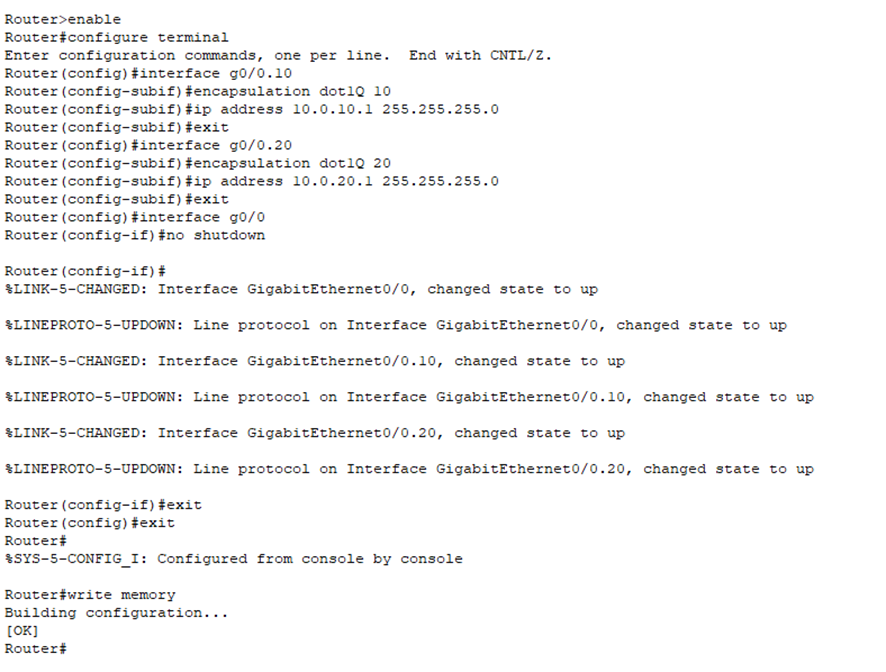 Router>enable
Router#configure terminal
Enter configuration commands, one per line.  End with CNTL/Z.
Router(config)#interface g0/0.10
Router(config-subif)#encapsulation dot1Q 10
Router(config-subif)#ip address 10.0.10.1 255.255.255.0
Router(config-subif)#exit
Router(config)#interface g0/0.20
Router(config-subif)#encapsulation dot1Q 20
Router(config-subif)#ip address 10.0.20.1 255.255.255.0
Router(config-subif)#exit
Router(config)#interface g0/0
Router(config-if)#no shutdown
Router(config-if)#
%LINK-5-CHANGED: Interface GigabitEthernet0/0, changed state to up
%LINEPROTO-5-UPDOWN: Line protocol on Interface GigabitEthernet0/0, changed state to up
%LINK-5-CHANGED: Interface GigabitEthernet0/0.10, changed state to up
%LINEPROTO-5-UPDOWN: Line protocol on Interface GigabitEthernet0/0.10, changed state to up
%LINK-5-CHANGED: Interface GigabitEthernet0/0.20, changed state to up
%LINEPROTO-5-UPDOWN: Line protocol on Interface GigabitEthernet0/0.20, changed state to up
Router(config-if)#exit
Router(config)#exit
Router#
%SYS-5-CONFIG_I: Configured from console by console
Router#write memory
Building configuration...
[OK]
Router#